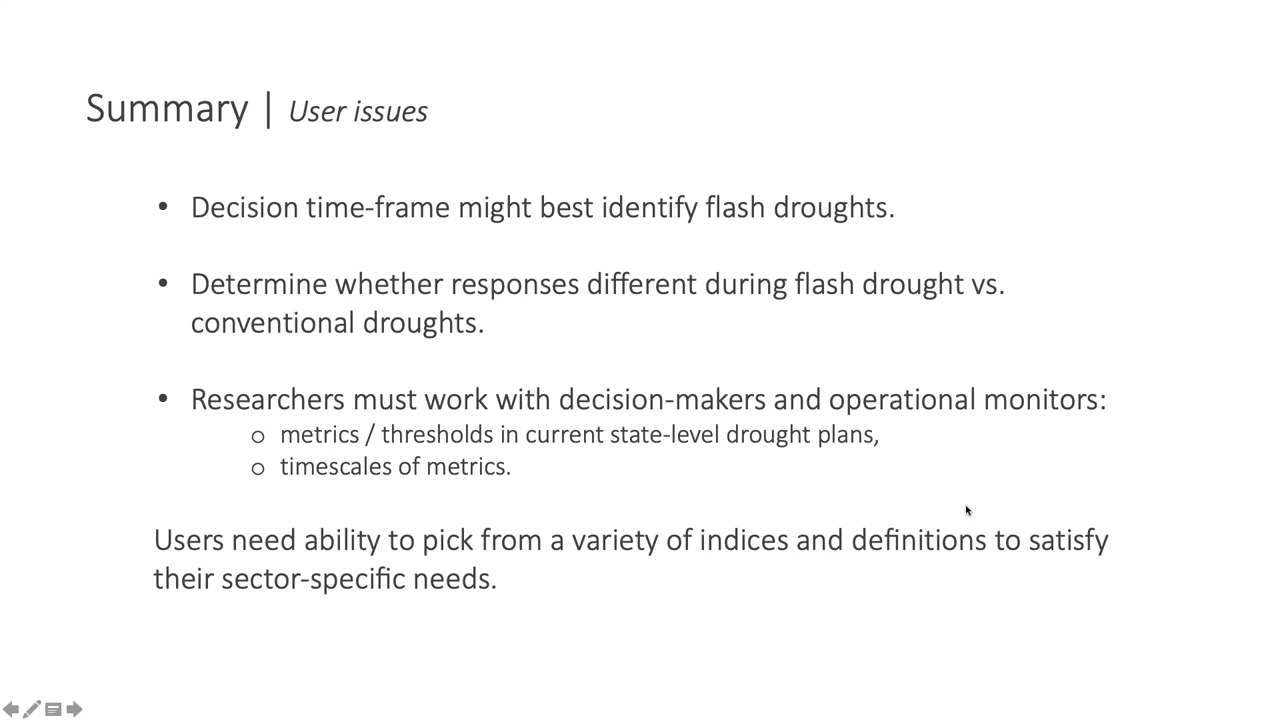 Summary | User issues
• Decision time-frame might best identify flash droughts.
• Determine whether responses different during flash drought vs.
conventional droughts.
• Researchers must work with decision-makers and operational monitors:
o metrics / thresholds in current state-level drought plans,
o timescales of metrics.
Users need ability to pick from a variety of indices and definitions to satisfy
their sector-specific needs.